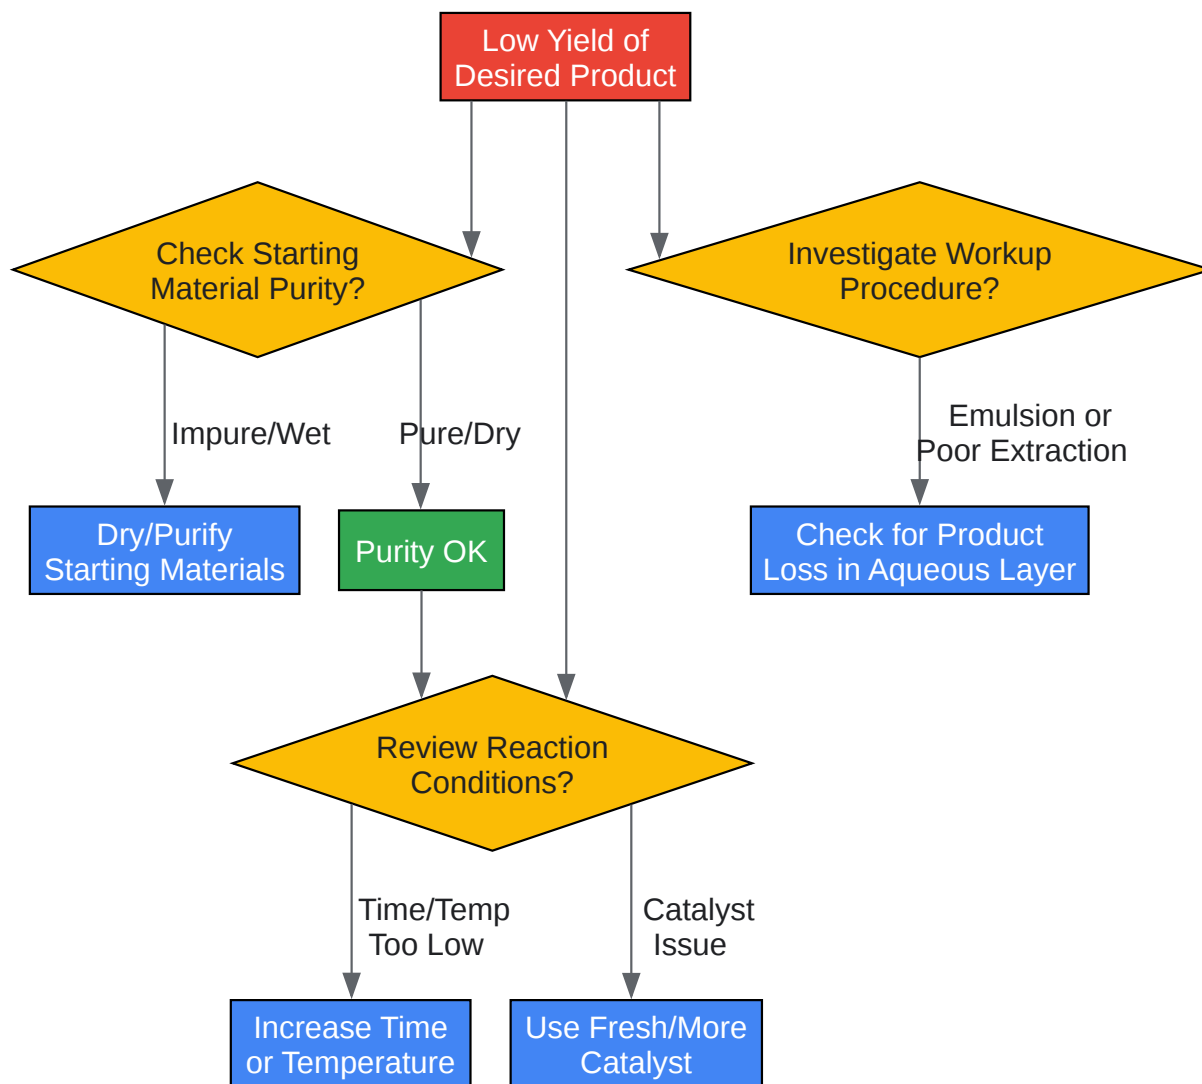 Low Yield of
Desired Product
Check Starting
Material Purity?
Investigate Workup
Procedure?
Impure/Wet
Pure/Dry
Emulsion or
Poor Extraction
Dry/Purify
Starting Materials
Purity OK
Check for Product
Loss in Aqueous Layer
Review Reaction
Conditions?
Time/Temp
Too Low
Catalyst
Issue
Increase Time
or Temperature
Use Fresh/More
Catalyst